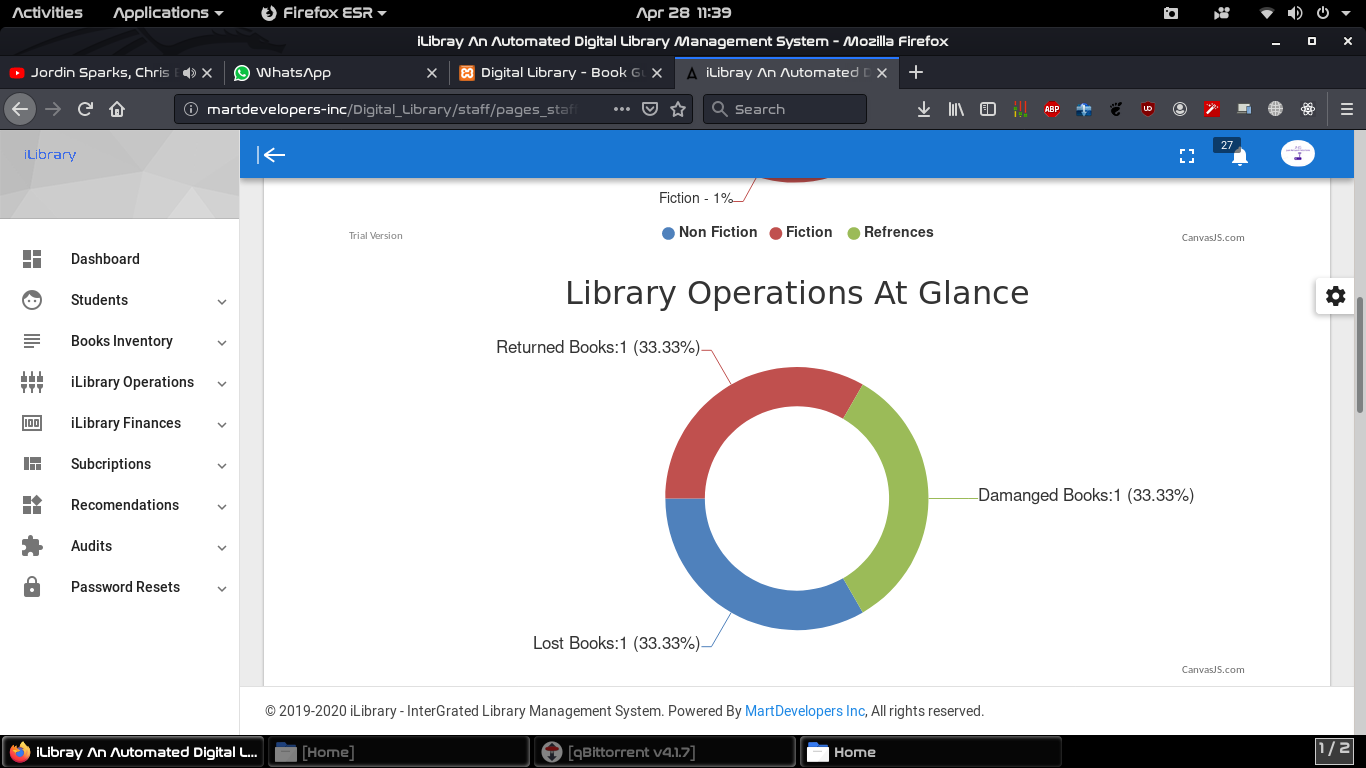 Activities Applications Firefox ESR Apr 28 11:39
iLibray An Automated Digital Library Management System - Mozilla Firefox
Jordin Sparks, Chris WhatsApp Digital Library - Book Gu iLibray An Automated D
martdevelopers-inc/Digital_Library/staff/pages_staf Search
iLibrary
27
Fiction - 1%
Trial Version
Non Fiction Fiction Refrences
CanvasJS.com
Dashboard
Students
Books Inventory
iLibrary Operations
iLibrary Finances
Subcriptions
Recomendations
Audits
Password Resets
Library Operations At Glance
Returned Books:1 (33.33%)
Damanged Books:1 (33.33%)
Lost Books:1 (33.33%)
CanvasJS.com
© 2019-2020 iLibrary - InterGrated Library Management System. Powered By MartDevelopers Inc, All rights reserved.
iLibray An Automated Digital L... [Home] [qBittorrent v4.1.7] Home 1 / 2